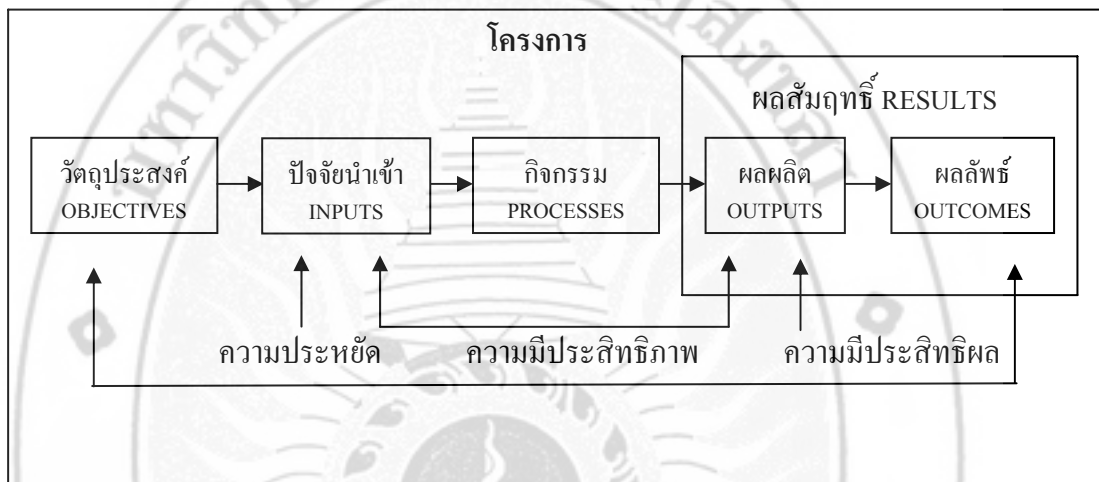 โครงการ
ผลสัมฤทธิ์ RESULTS
วัตถุประสงค์
OBJECTIVES
ปัจจัยนำเข้า
INPUTS
กิจกรรม
PROCESSES
ผลผลิต
OUTPUTS
ผลลัพธ์
OUTCOMES
ความประหยัด
ความมีประสิทธิภาพ
ความมีประสิทธิผล